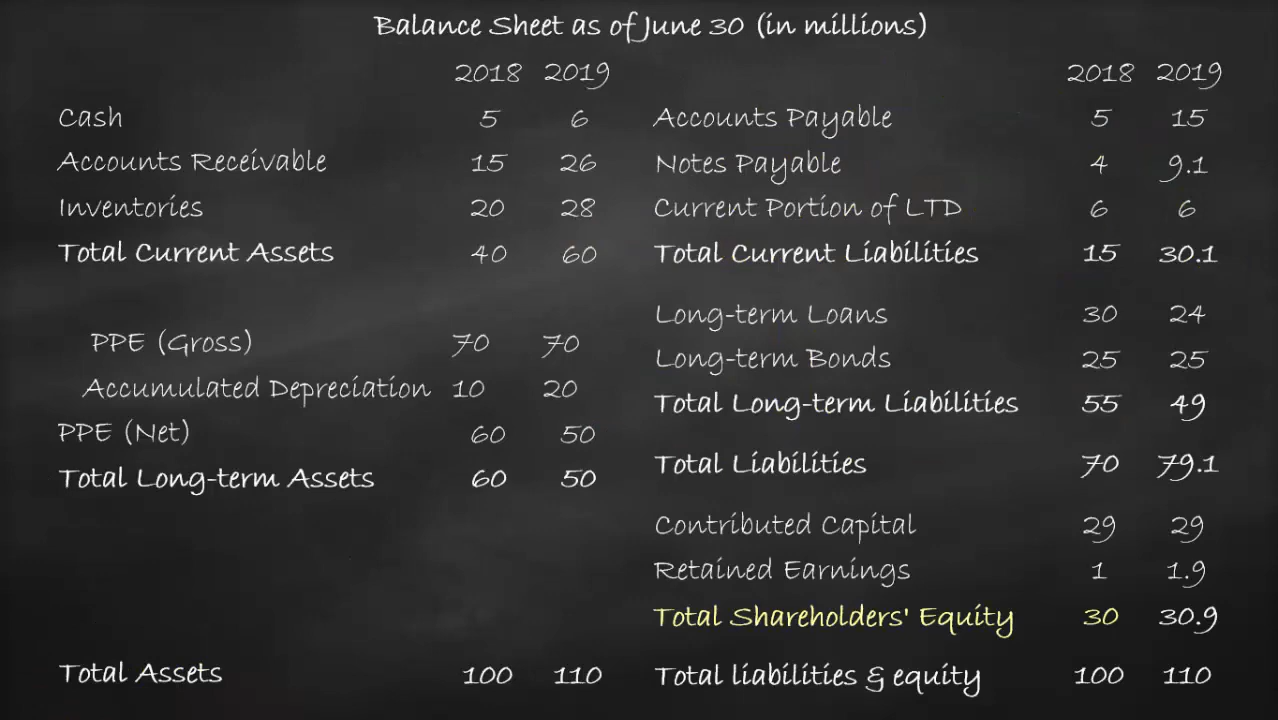 Balance Sheet as of June 30 (in millions)
2018 2019
Cash 5 6
Accounts Receivable 15 26
Inventories 20 28
Total Current Assets 40 60
PPE (Gross) 70 70
Accumulated Depreciation 10 20
PPE (Net) 60 50
Total Long-term Assets 60 50
Total Assets 100 110
2018 2019
Accounts Payable 5 15
Notes Payable 4 9.1
Current Portion of LTD 6 6
Total Current Liabilities 15 30.1
Long-term Loans 30 24
Long-term Bonds 25 25
Total Long-term Liabilities 55 49
Total Liabilities 70 79.1
Contributed Capital 29 29
Retained Earnings 1 1.9
Total Shareholders' Equity 30 30.9
Total liabilities & equity 100 110